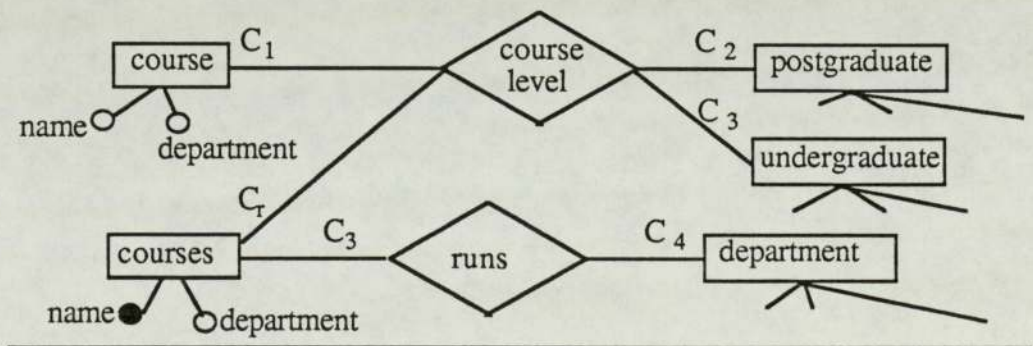 course
C1
course
level
C2
postgraduate
name
department
C3
undergraduate
Cr
courses
C3
runs
C4
department
name
department